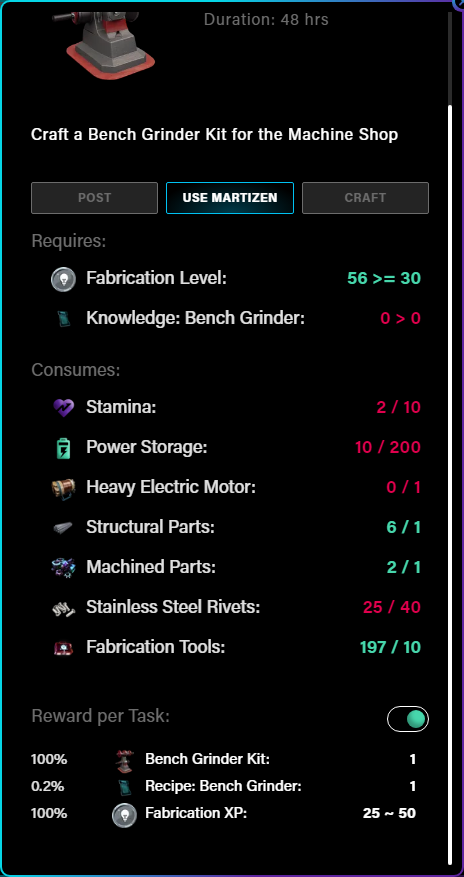 Duration: 48 hrs
Craft a Bench Grinder Kit for the Machine Shop
POST USE MARTIZEN CRAFT
Requires:
Fabrication Level: 56 >= 30
Knowledge: Bench Grinder: 0 > 0
Consumes:
Stamina: 2 / 10
Power Storage: 10 / 200
Heavy Electric Motor: 0 / 1
Structural Parts: 6 / 1
Machined Parts: 2 / 1
Stainless Steel Rivets: 25 / 40
Fabrication Tools: 197 / 10
Reward per Task:
100% Bench Grinder Kit: 1
0.2% Recipe: Bench Grinder: 1
100% Fabrication XP: 25 ~ 50